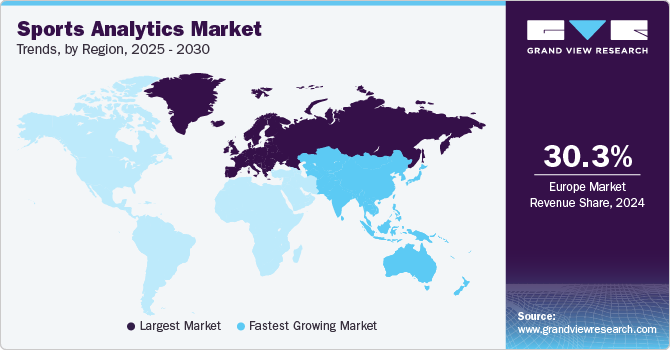 Sports Analytics Market
Trends, by Region, 2025 - 2030
GRAND VIEW RESEARCH
30.3%
Europe Market
Revenue Share, 2024
Largest Market
Fastest Growing Market
Source:
www.grandviewresearch.com